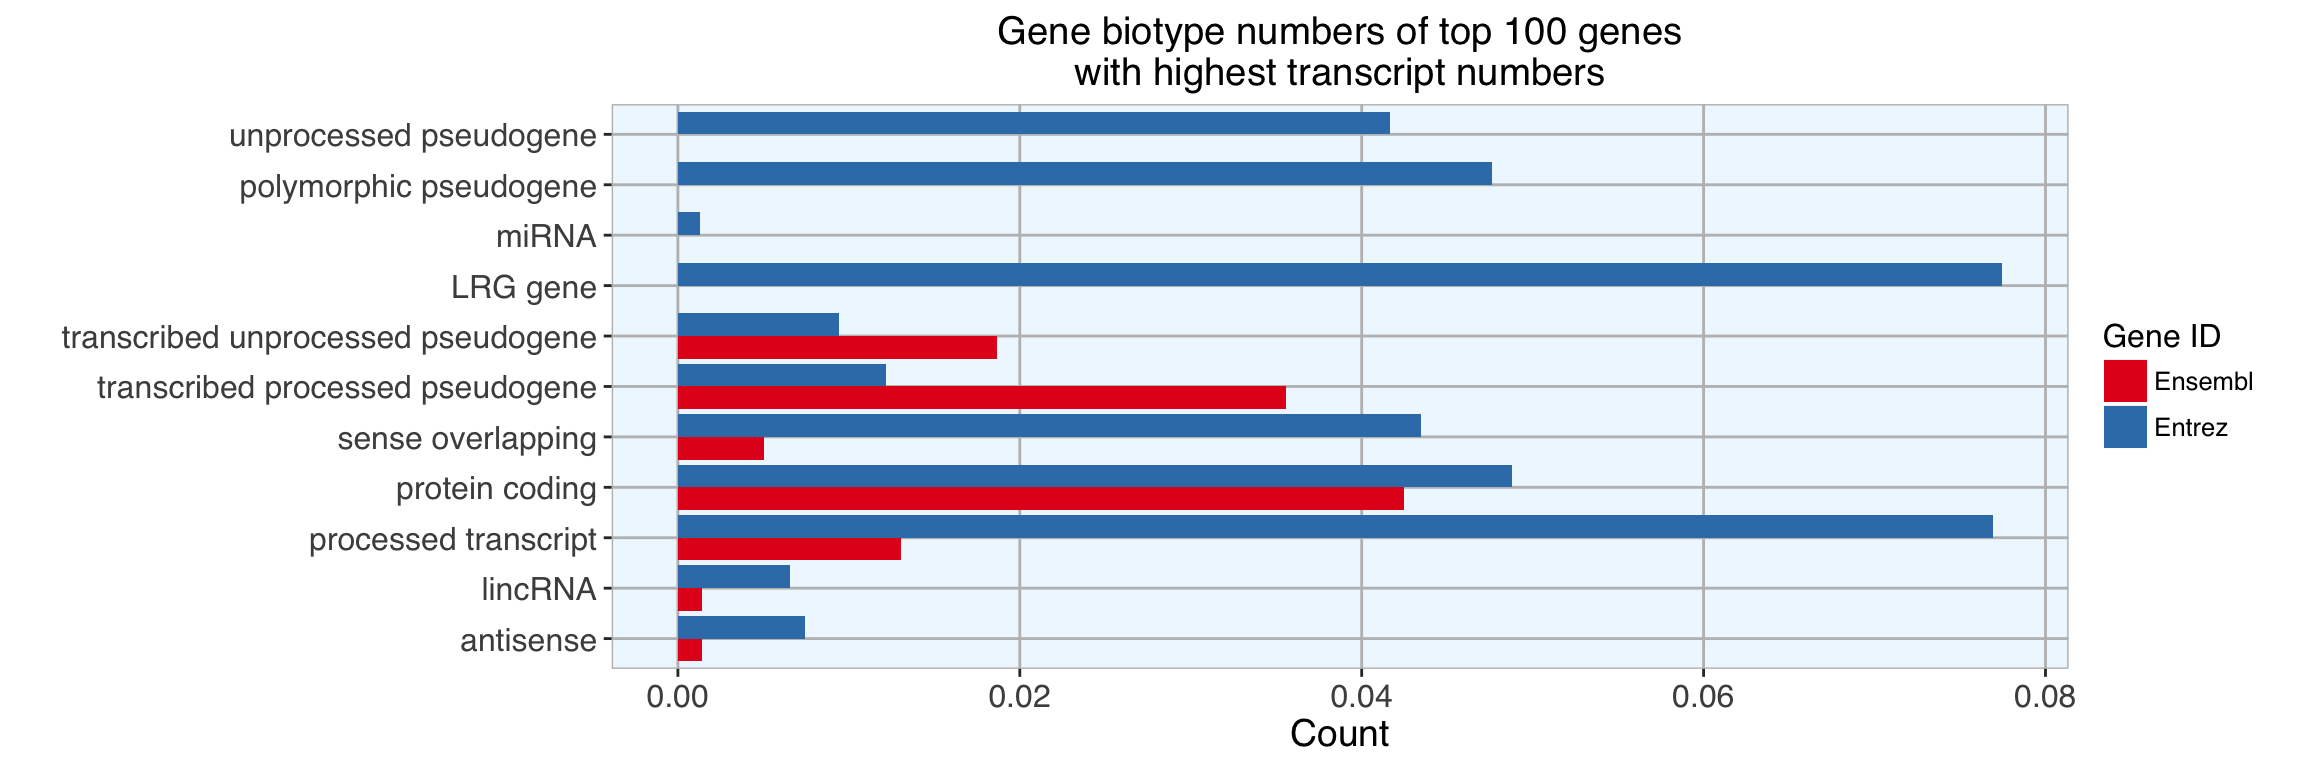 Gene biotype numbers of top 100 genes
with highest transcript numbers
unprocessed pseudogene
polymorphic pseudogene
miRNA
LRG gene
transcribed unprocessed pseudogene
transcribed processed pseudogene
sense overlapping
protein coding
processed transcript
lincRNA
antisense
0.00 0.02 0.04 0.06 0.08
Count
Gene ID
Ensembl
Entrez